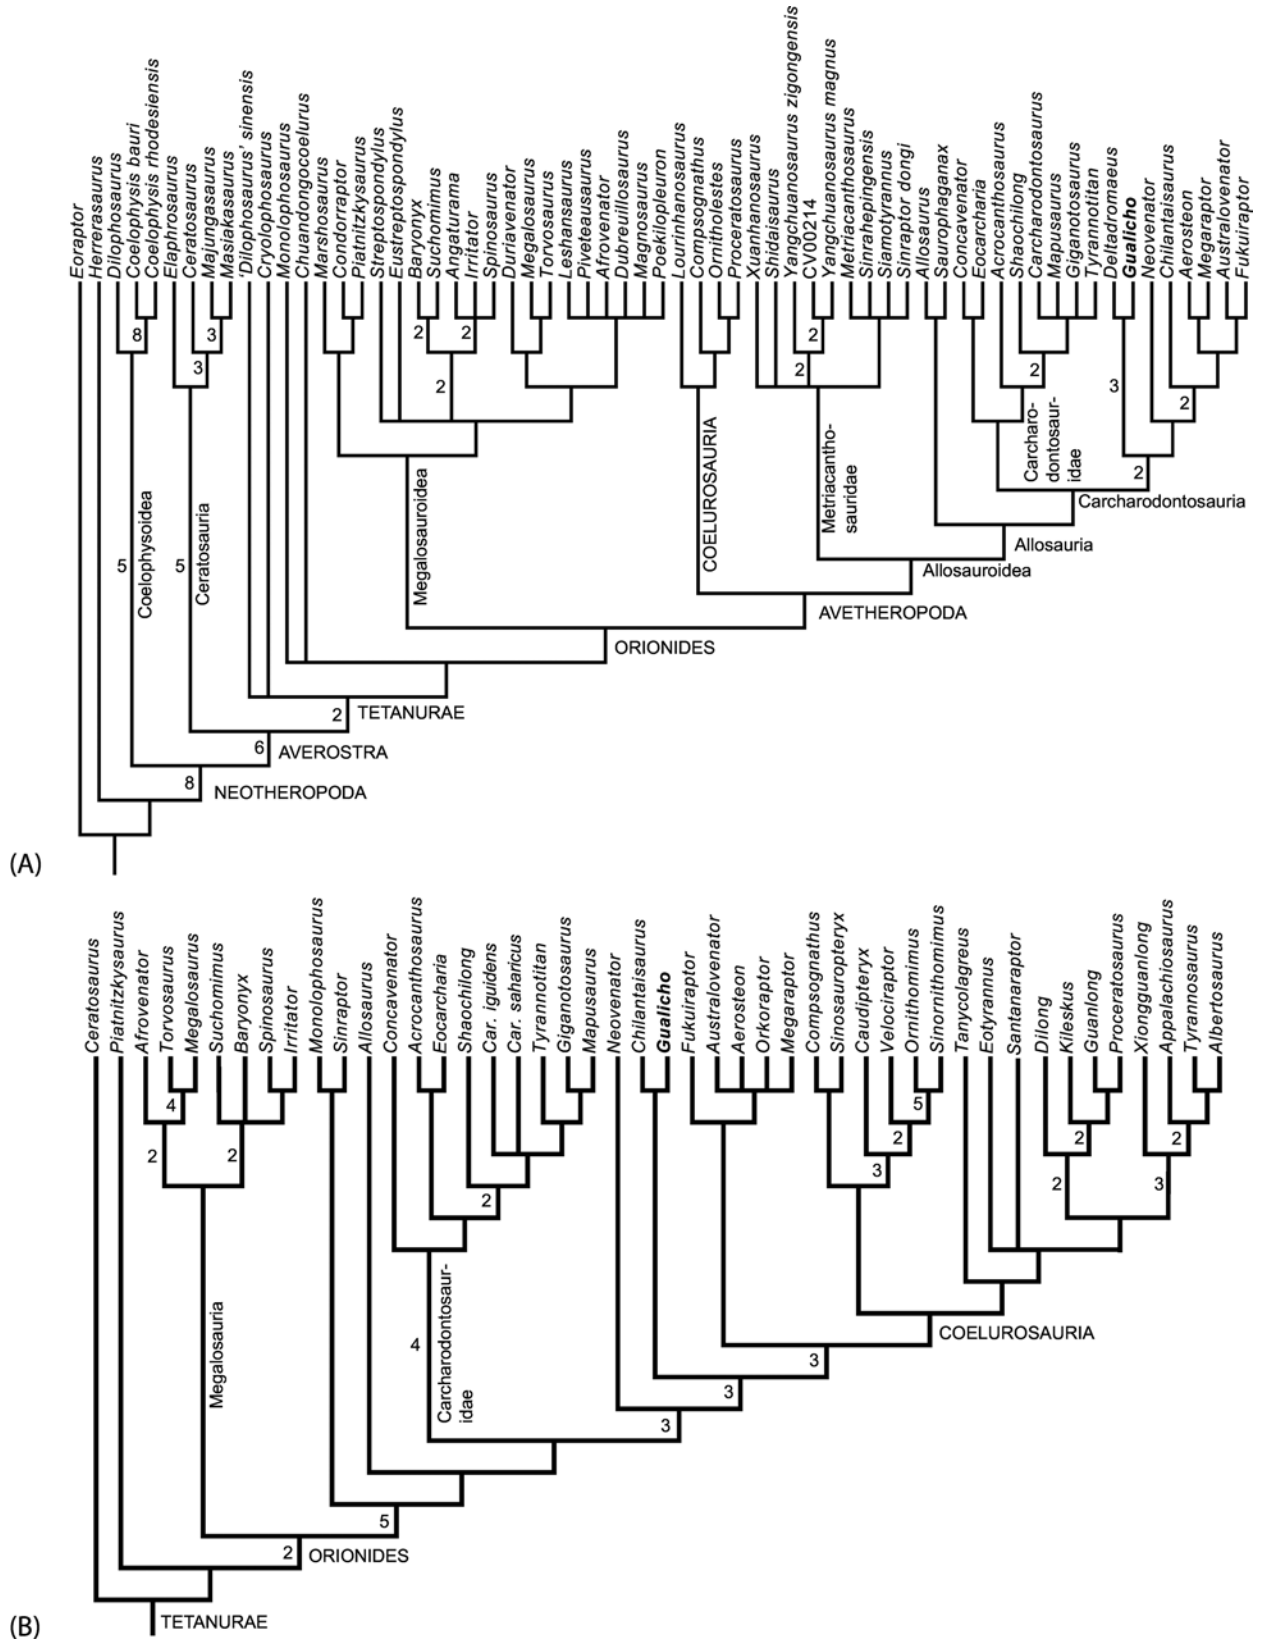 Eoraptor
Herrerasaurus
Dilophosaurus
Coelophysis bauri
Coelophysis rhodesiensis
Elaphrosaurus
Ceratosaurus
Majungasaurus
Masiakasaurus
'Dilophosaurus' sinensis
Cryolophosaurus
Monolophosaurus
Chuandongocoelurus
Marshosaurus
Condorraptor
Piatnitzkysaurus
Streptospondylus
Eustreptospondylus
Baryonyx
Suchomimus
Angaturama
Irritator
Spinosaurus
Duriavenator
Megalosaurus
Torvosaurus
Leshansaurus
Piveteausaurus
Afrovenator
Dubreuillosaurus
Magnosaurus
Poekilopleuron
Lourinhanosaurus
Compsognathus
Ornitholestes
Proceratosaurus
Xuanhanosaurus
Shidaisaurus
Yangchuanosaurus zigongensis
CV00214
Yangchuanosaurus magnus
Metriacanthosaurus
Sinrahepingensis
Siamotyrannus
Sinraptor dongi
Allosaurus
Saurophaganax
Concavenator
Eocarcharia
Acrocanthosaurus
Shaochilong
Carcharodontosaurus
Mapusaurus
Giganotosaurus
Tyrannotitan
Deltadromaeus
Gualicho
Neovenator
Chilantaisaurus
Aerosteon
Megaraptor
Australovenator
Fukuiraptor
8
3
3
2
2
2
2
2
2
3
2
2
5
5
Coelophysoidea
Ceratosauria
Megalosauroidea
COELUROSAURIA
Metriacantho-
sauridae
Carcharo-
dontosaur-
idae
Carcharodontosauria
Allosauria
Allosauroidea
AVETHEROPODA
ORIONIDES
2
TETANURAE
6
AVEROSTRA
8
NEOTHEROPODA
(A)
Ceratosaurus
Piatnitzkysaurus
Afrovenator
Torvosaurus
Megalosaurus
Suchomimus
Baryonyx
Spinosaurus
Irritator
Monolophosaurus
Sinraptor
Allosaurus
Concavenator
Acrocanthosaurus
Eocarcharia
Shaochilong
Car. iguidens
Car. saharicus
Tyrannotitan
Giganotosaurus
Mapusaurus
Neovenator
Chilantaisaurus
Gualicho
Fukuiraptor
Australovenator
Aerosteon
Orkoraptor
Megaraptor
Compsognathus
Sinosauropteryx
Caudipteryx
Velociraptor
Ornithomimus
Sinornithomimus
Tanycolagreus
Eotyrannus
Santanaraptor
Dilong
Kileskus
Guanlong
Proceratosaurus
Xiongguanlong
Appalachiosaurus
Tyrannosaurus
Albertosaurus
4
5
2
2
2
2
2
3
2
3
2
4
Megalosauria
Carcharodontosaur-
idae
COELUROSAURIA
3
3
3
5
2
ORIONIDES
TETANURAE
(B)